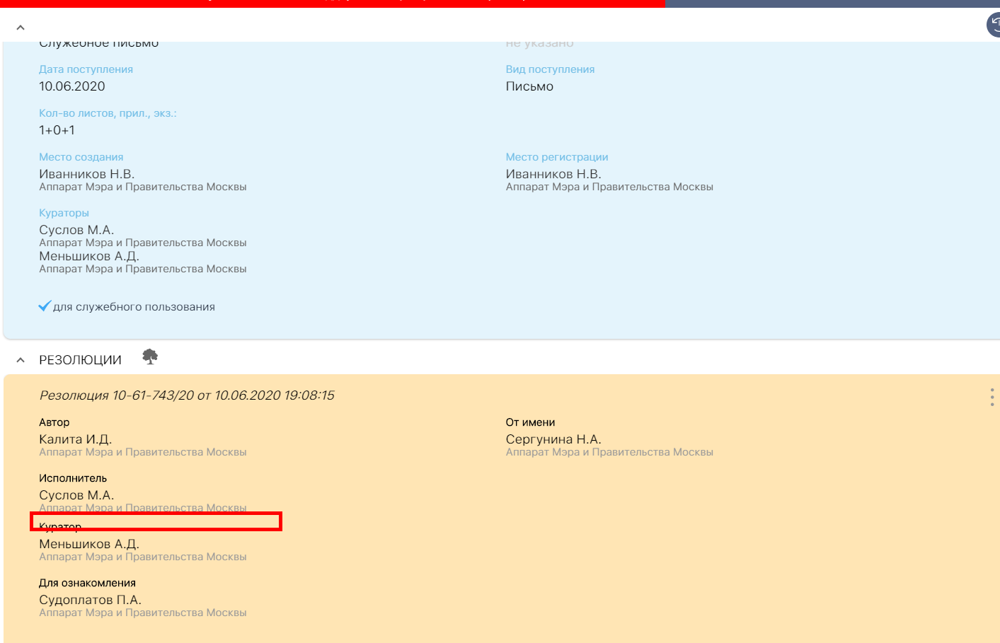 Служебное письмо
не указано
Дата поступления
Вид поступления
10.06.2020
Письмо
Кол-во листов, прил., экз.:
1+0+1
Место создания
Место регистрации
Иванников Н.В.
Иванников Н.В.
Аппарат Мэра и Правительства Москвы
Аппарат Мэра и Правительства Москвы
Кураторы
Суслов М.А.
Аппарат Мэра и Правительства Москвы
Меньшиков А.Д.
Аппарат Мэра и Правительства Москвы
для служебного пользования
РЕЗОЛЮЦИИ
Резолюция 10-61-743/20 от 10.06.2020 19:08:15
Автор
От имени
Калита И.Д.
Сергунина Н.А.
Аппарат Мэра и Правительства Москвы
Аппарат Мэра и Правительства Москвы
Исполнитель
Суслов М.А.
Аппарат Мэра и Правительства Москвы
Куратор
Меньшиков А.Д.
Аппарат Мэра и Правительства Москвы
Для ознакомления
Судоплатов П.А.
Аппарат Мэра и Правительства Москвы